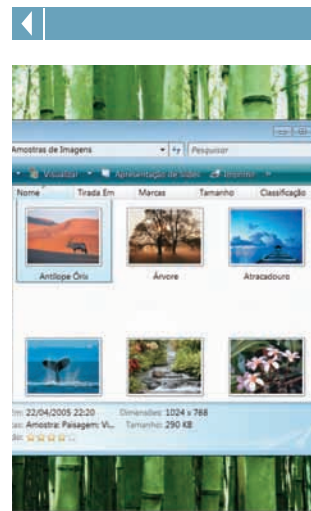 Amostras de Imagens Pesquisar
Visualizar Apresentação de Slides Imprimir »
Nome Tirada Em Marcas Tamanho Classificação
Antílope Órix Árvore Atracadouro
22/04/2005 22:20 Dimensões: 1024 x 768
Amostra; Paisagem; Vi... Tamanho: 290 KB